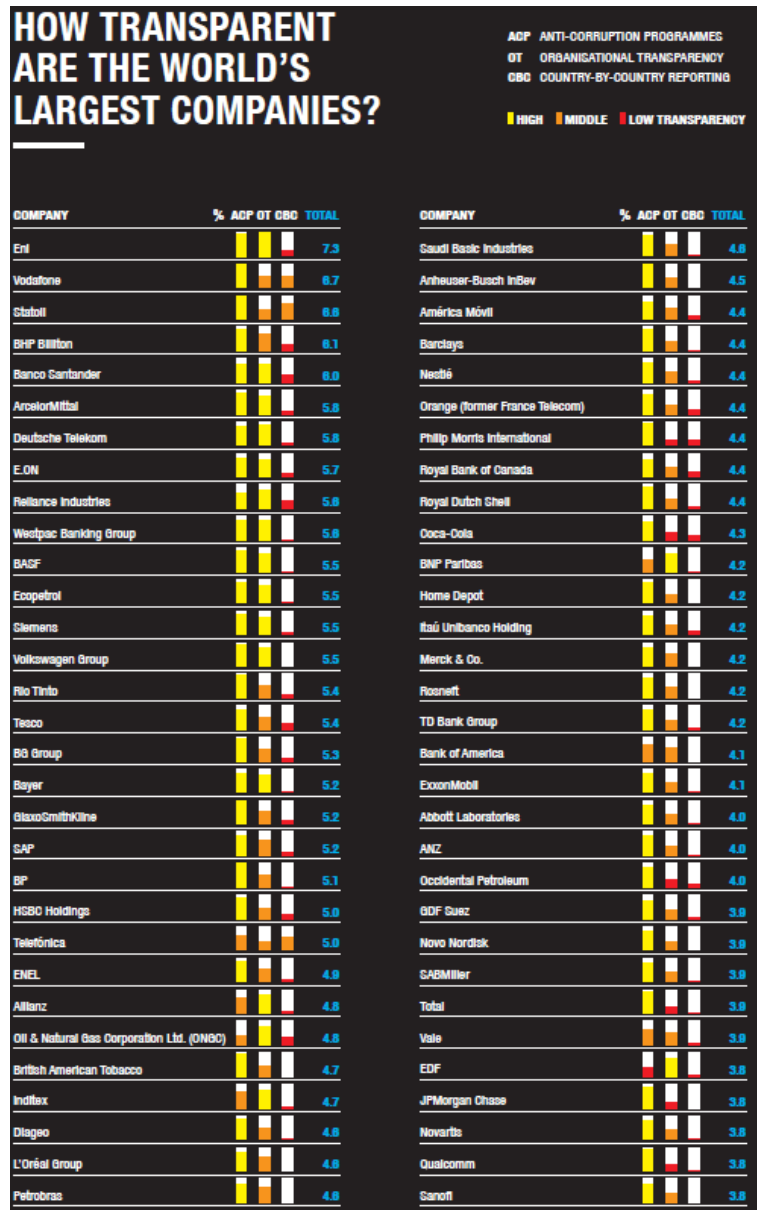 HOW TRANSPARENT
ARE THE WORLD'S
LARGEST COMPANIES?
ACP ANTI-CORRUPTION PROGRAMMES
OT ORGANISATIONAL TRANSPARENCY
CBC COUNTRY-BY-COUNTRY REPORTING
HIGH MIDDLE LOW TRANSPARENCY
COMPANY % ACP OT CBC TOTAL
Eni 7.3
Vodafone 6.7
Statoil 6.6
BHP Billiton 6.1
Banco Santander 6.0
ArcelorMittal 5.8
Deutsche Telekom 5.8
E.ON 5.7
Reliance Industries 5.6
Westpac Banking Group 5.6
BASF 5.5
Ecopetrol 5.5
Siemens 5.5
Volkswagen Group 5.5
Rio Tinto 5.4
Tesco 5.4
BG Group 5.3
Bayer 5.2
GlaxoSmithKline 5.2
SAP 5.2
BP 5.1
HSBC Holdings 5.0
Telefónica 5.0
ENEL 4.9
Allianz 4.8
Oil & Natural Gas Corporation Ltd. (ONGC) 4.8
British American Tobacco 4.7
Inditex 4.7
Diageo 4.6
L'Oréal Group 4.6
Petrobras 4.6
COMPANY % ACP OT CBC TOTAL
Saudi Basic Industries 4.6
Anheuser-Busch InBev 4.5
América Móvil 4.4
Barclays 4.4
Nestlé 4.4
Orange (former France Telecom) 4.4
Philip Morris International 4.4
Royal Bank of Canada 4.4
Royal Dutch Shell 4.4
Coca-Cola 4.3
BNP Paribas 4.2
Home Depot 4.2
Itaú Unibanco Holding 4.2
Merck & Co. 4.2
Rosneft 4.2
TD Bank Group 4.2
Bank of America 4.1
ExxonMobil 4.1
Abbott Laboratories 4.0
ANZ 4.0
Occidental Petroleum 4.0
GDF Suez 3.9
Novo Nordisk 3.9
SABMiller 3.9
Total 3.9
Vale 3.9
EDF 3.8
JPMorgan Chase 3.8
Novartis 3.8
Qualcomm 3.8
Sanofi 3.8